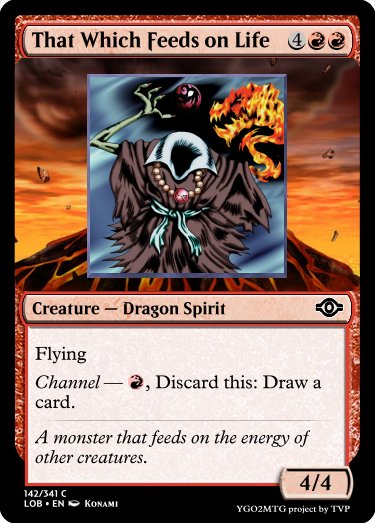 That Which Feeds on Life 4
Creature — Dragon Spirit
Flying
Channel — , Discard this: Draw a
card.
A monster that feeds on the energy of
other creatures.
4/4
142/341 C
LOB • EN Konami
YGO2MTG project by TVP